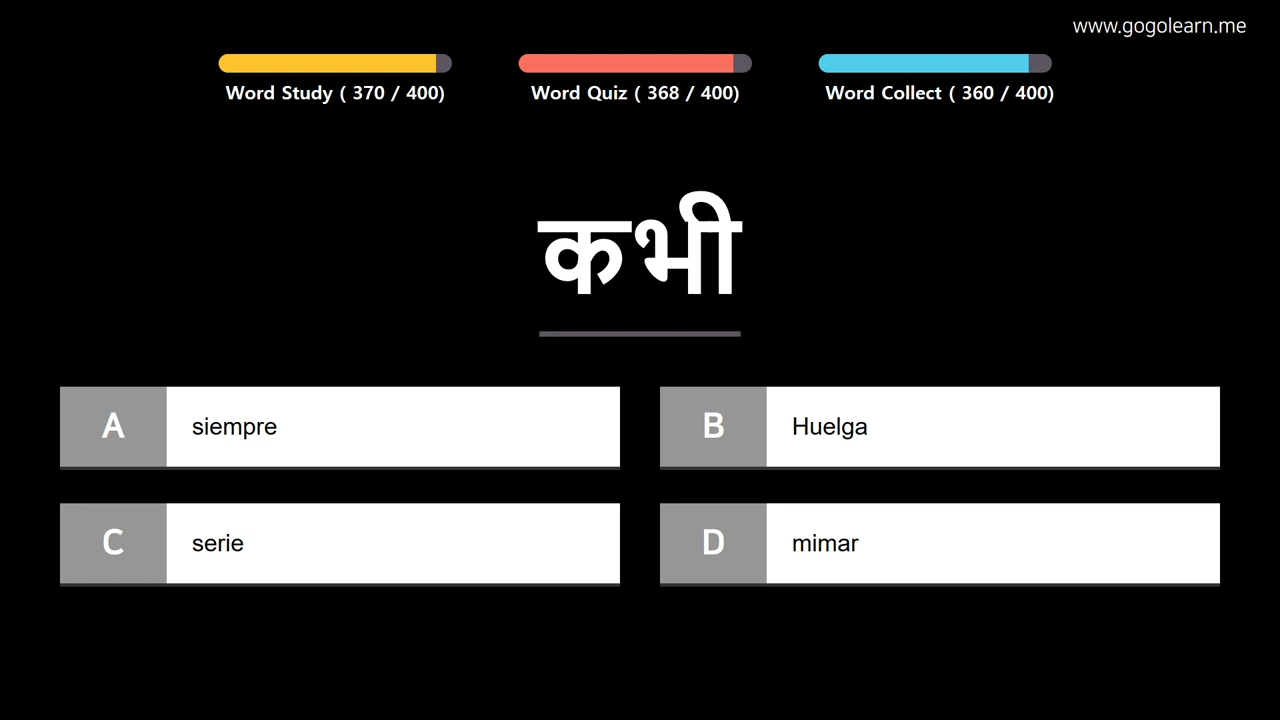 www.gogolearn.me
Word Study ( 370 / 400)
Word Quiz ( 368 / 400)
Word Collect ( 360 / 400)
कभी
A siempre
B Huelga
C serie
D mimar